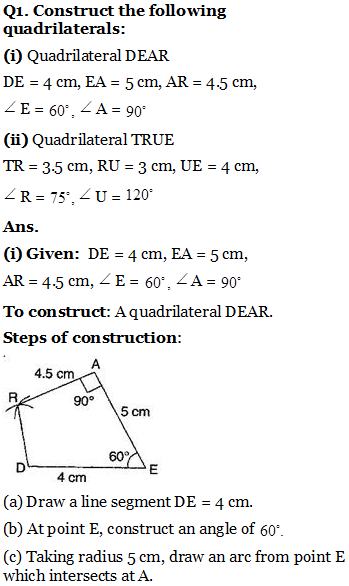 Q1. Construct the following
quadrilaterals:
(i) Quadrilateral DEAR
DE = 4 cm, EA = 5 cm, AR = 4.5 cm,
∠E = 60°, ∠A = 90°
(ii) Quadrilateral TRUE
TR = 3.5 cm, RU = 3 cm, UE = 4 cm,
∠R = 75°, ∠U = 120°
Ans.
(i) Given: DE = 4 cm, EA = 5 cm,
AR = 4.5 cm, ∠E = 60°, ∠A = 90°
To construct: A quadrilateral DEAR.
Steps of construction:
A
4.5 cm
R
90°
5 cm
60°
D
E
4 cm
(a) Draw a line segment DE = 4 cm.
(b) At point E, construct an angle of 60°.
(c) Taking radius 5 cm, draw an arc from point E
which intersects at A.